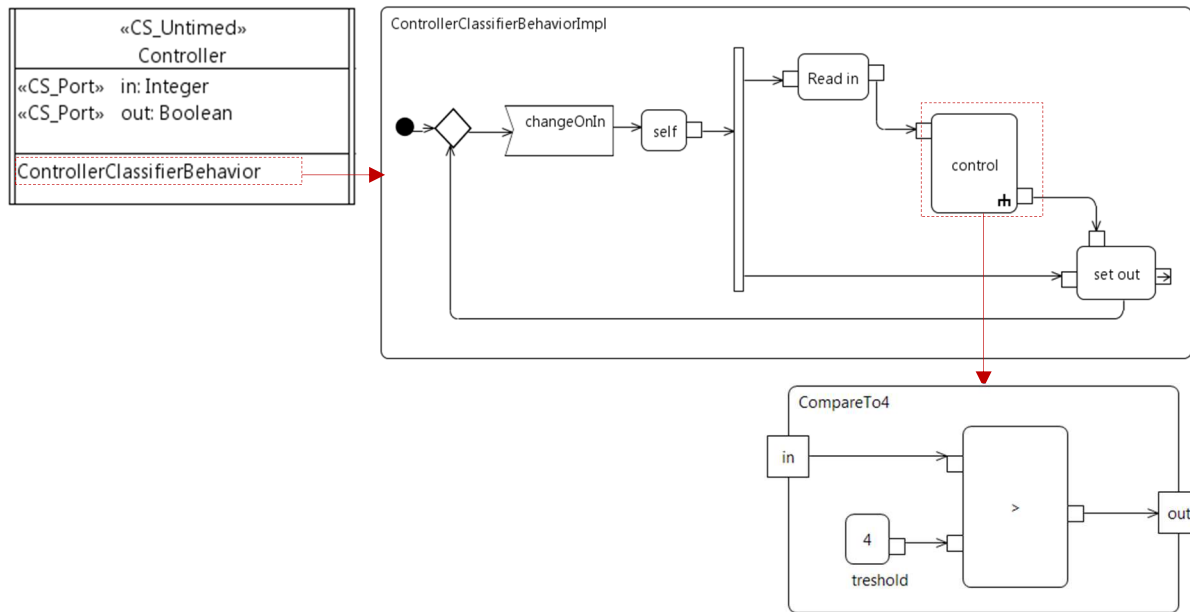 «CS_Untimed»
Controller
«CS_Port» in: Integer
«CS_Port» out: Boolean
ControllerClassifierBehavior
ControllerClassifierBehaviorImpl
changeOnIn
self
Read in
control
set out
CompareTo4
in
4
treshold
>
out